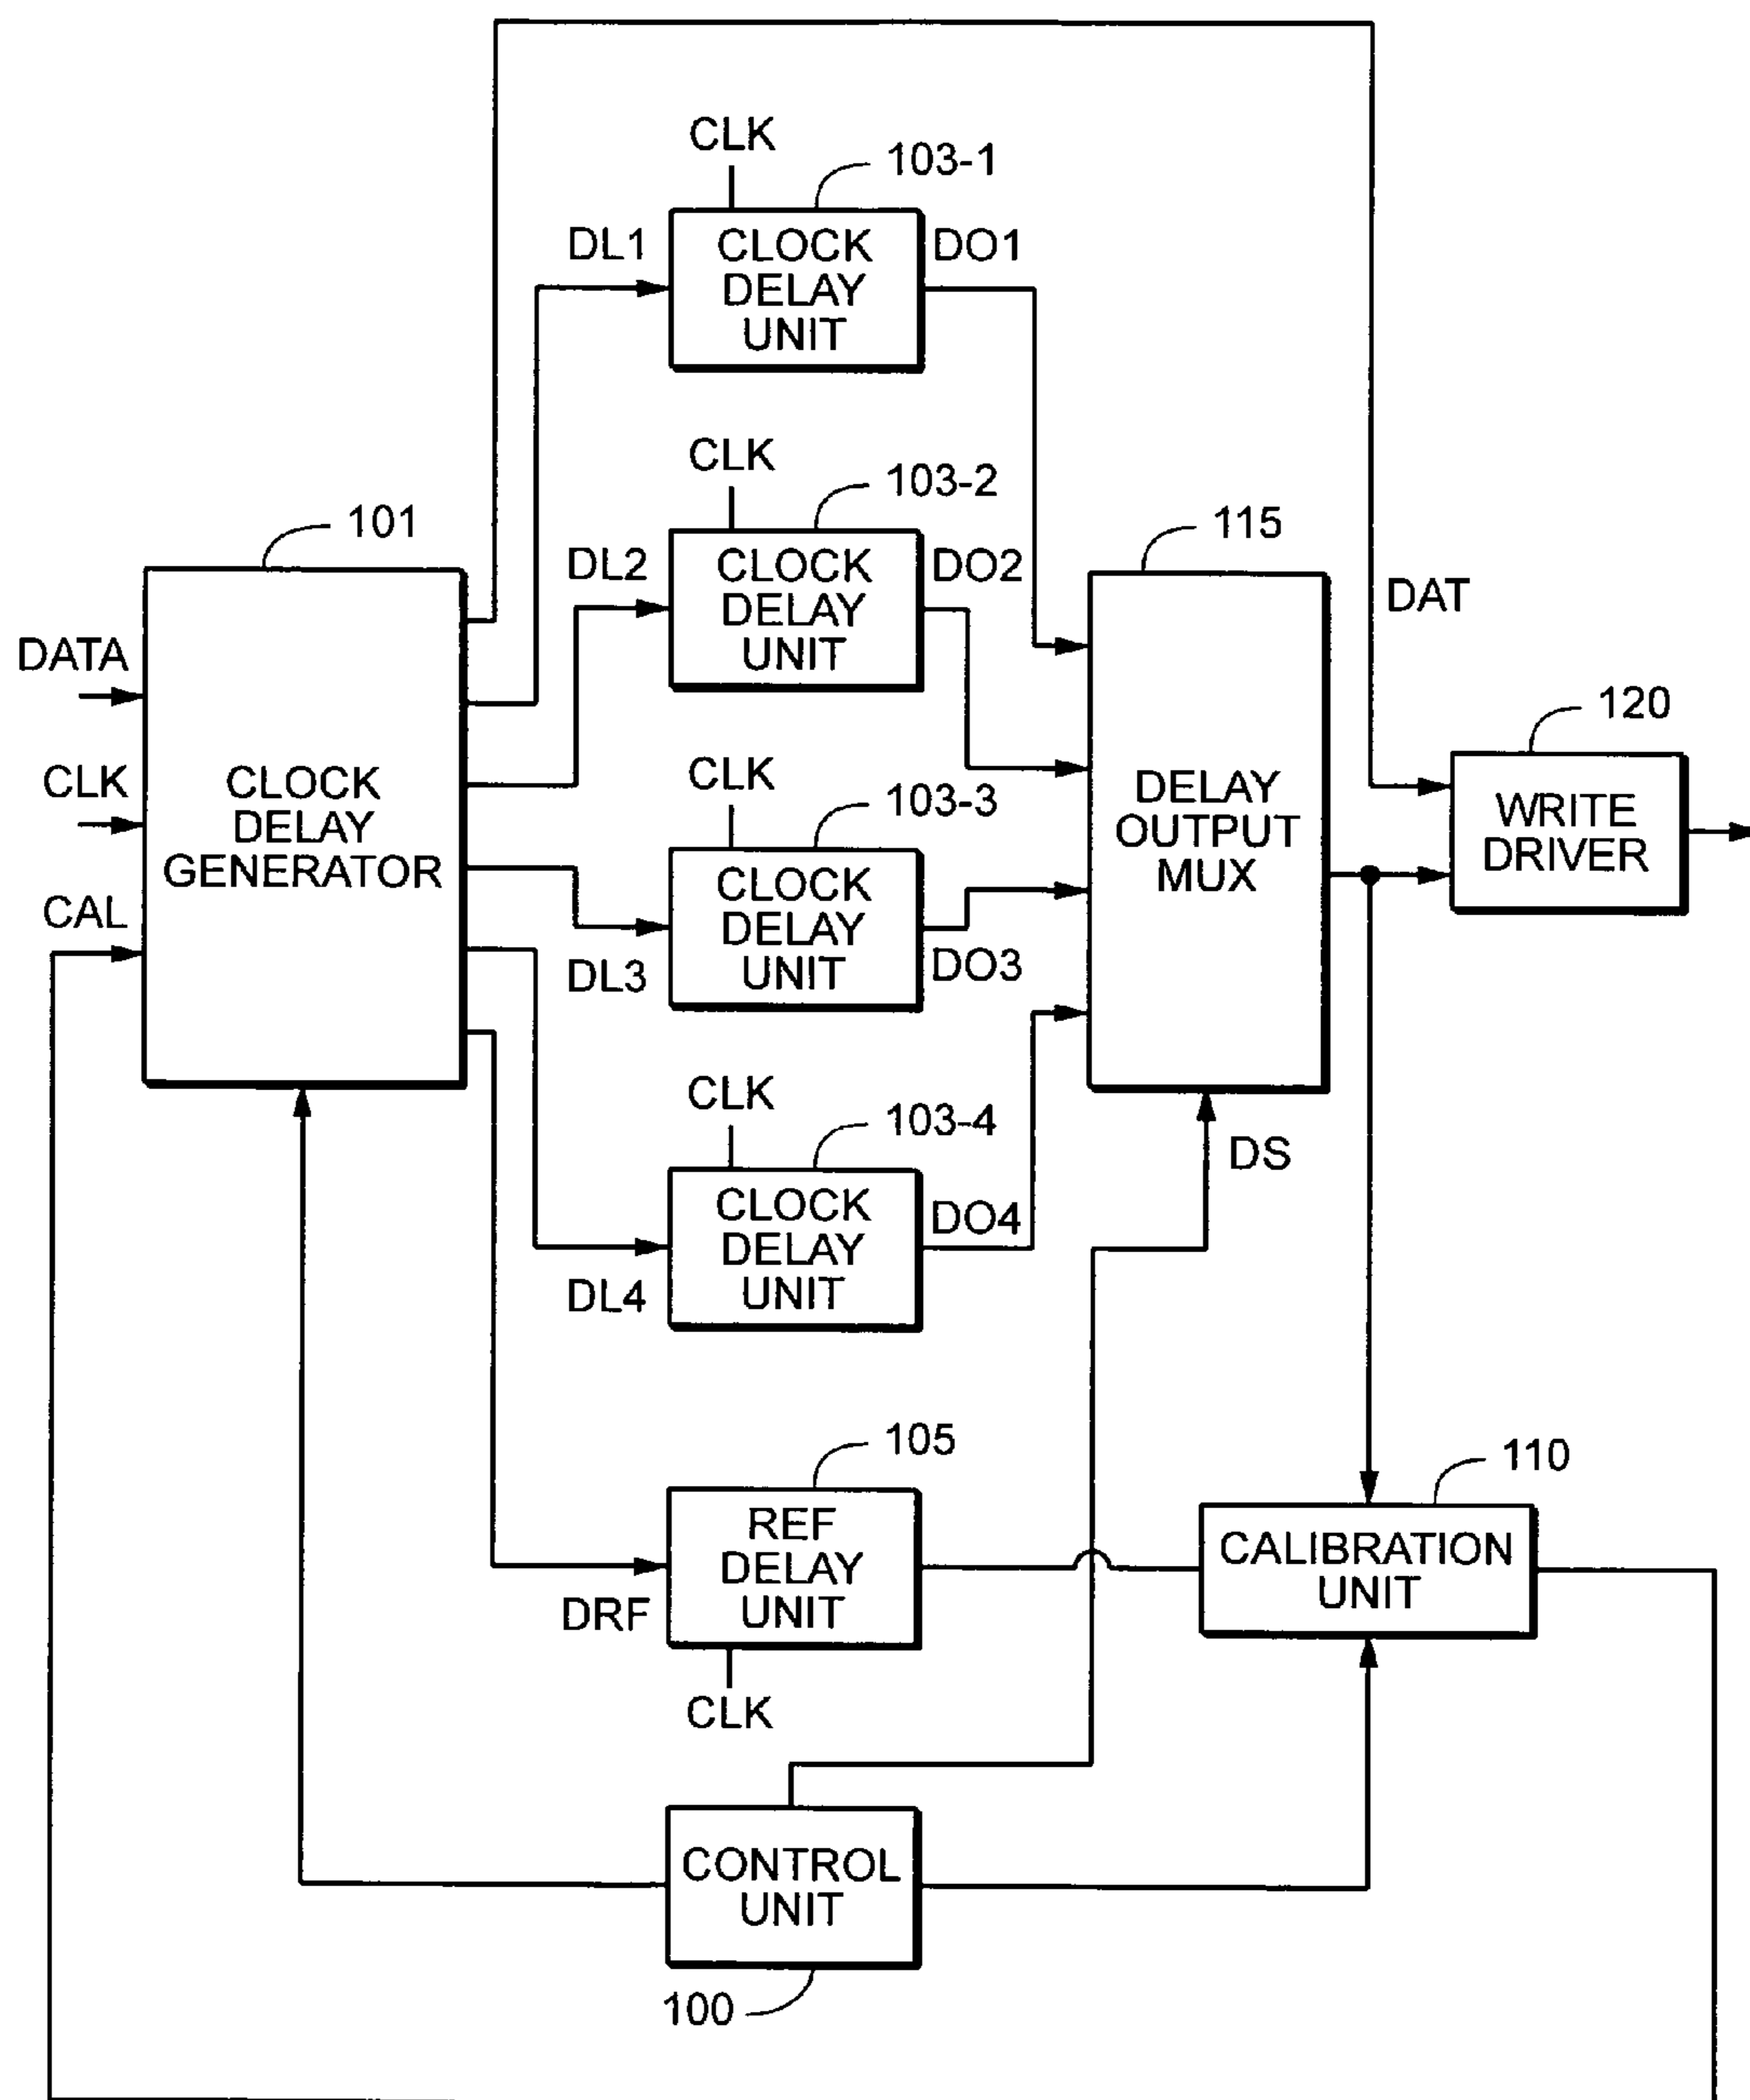 CLK
103-1
DL1
CLOCK
DELAY
UNIT
DO1
CLK
103-2
DL2
CLOCK
DELAY
UNIT
DO2
101
115
DAT
DATA
CLK
CAL
CLOCK
DELAY
GENERATOR
CLK
103-3
CLOCK
DELAY
UNIT
DL3
DO3
DELAY
OUTPUT
MUX
120
WRITE
DRIVER
CLK
103-4
CLOCK
DELAY
UNIT
DL4
DO4
DS
105
REF
DELAY
UNIT
DRF
CLK
110
CALIBRATION
UNIT
CONTROL
UNIT
100